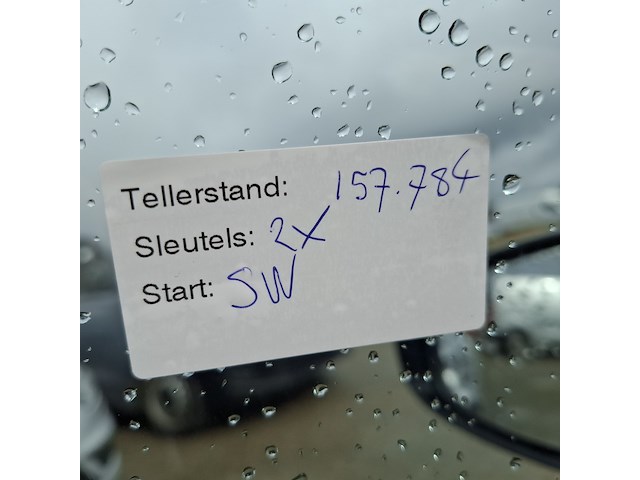 Tellerstand: 157.784
Sleutels: 2X
Start: SW